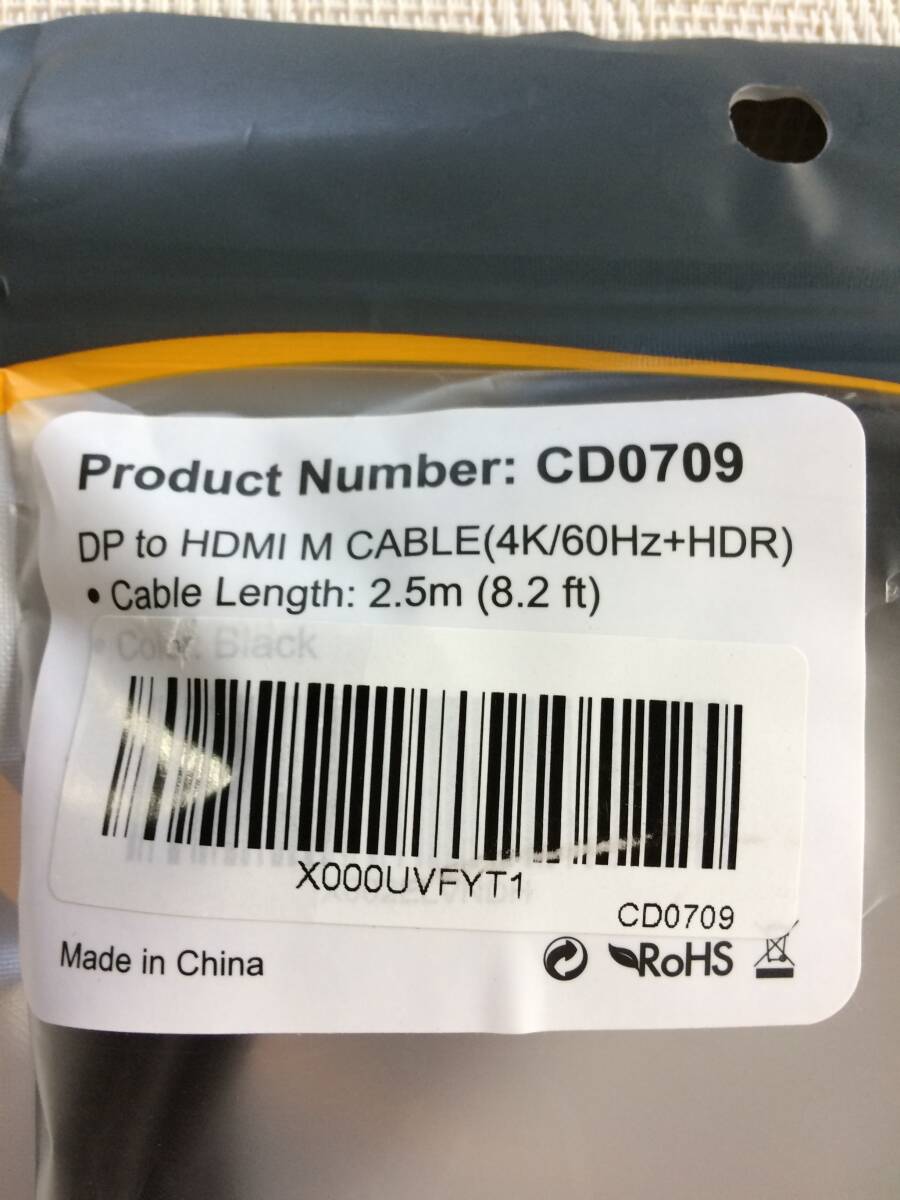 Product Number: CD0709
DP to HDMI M CABLE(4K/60Hz+HDR)
• Cable Length: 2.5m (8.2 ft)
• Color: Black
X000UVFYT1
CD0709
Made in China
RoHS